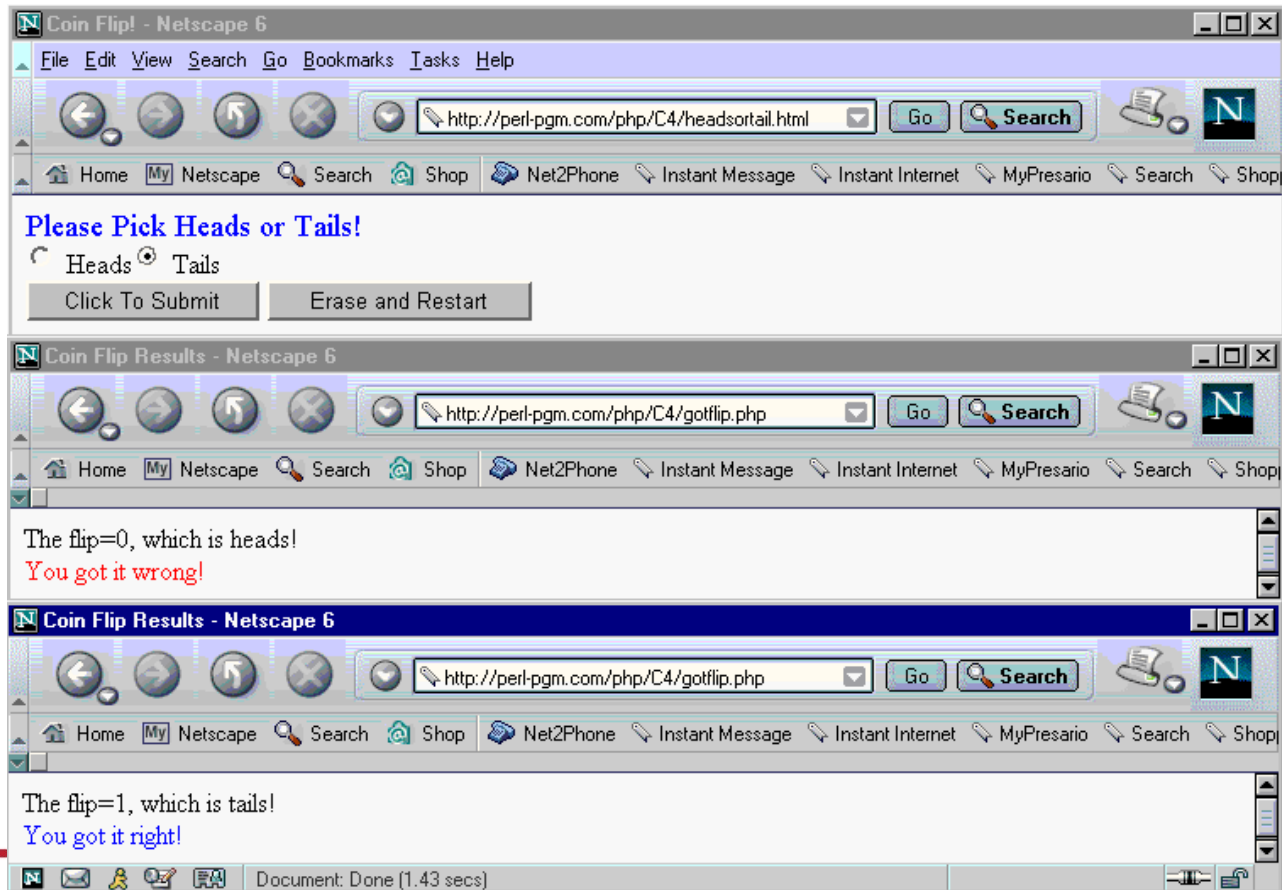 N Coin Flip! - Netscape 6
File Edit View Search Go Bookmarks Tasks Help
http://perl-pgm.com/php/C4/headsortail.html Go Search N
Home My Netscape Search Shop Net2Phone Instant Message Instant Internet MyPresario Search Shop
Please Pick Heads or Tails!
Heads Tails
Click To Submit Erase and Restart
N Coin Flip Results - Netscape 6
http://perl-pgm.com/php/C4/gotflip.php Go Search N
Home My Netscape Search Shop Net2Phone Instant Message Instant Internet MyPresario Search Shop
The flip=0, which is heads!
You got it wrong!
N Coin Flip Results - Netscape 6
http://perl-pgm.com/php/C4/gotflip.php Go Search N
Home My Netscape Search Shop Net2Phone Instant Message Instant Internet MyPresario Search Shop
The flip=1, which is tails!
You got it right!
N Document: Done (1.43 secs)